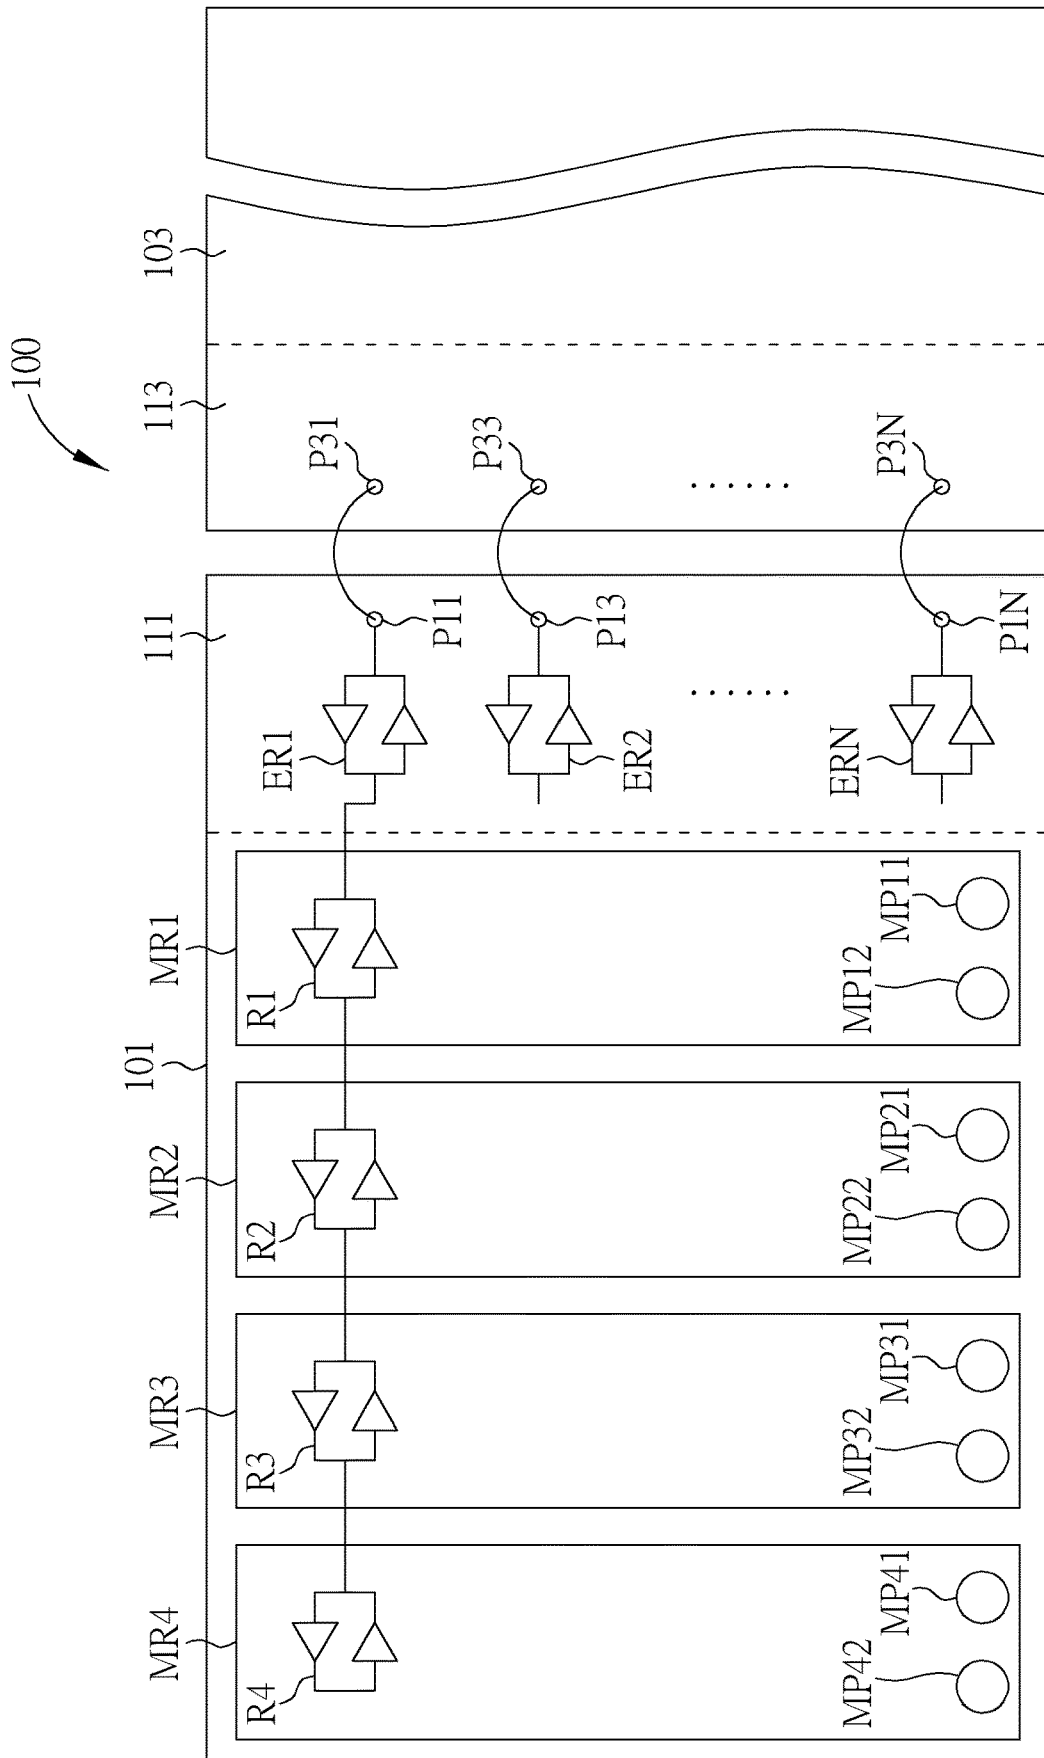 100
103
113
111
101
P31
P33
......
P3N
P11
P13
P1N
......
ER1
ER2
ERN
MR1
MR2
MR3
MR4
R1
R2
R3
R4
MP11
MP12
MP21
MP22
MP31
MP32
MP41
MP42